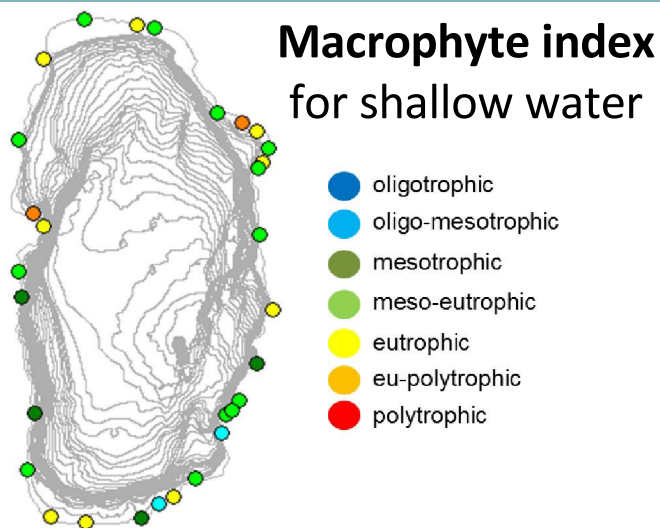 Macrophyte index
for shallow water
oligotrophic
oligo-mesotrophic
mesotrophic
meso-eutrophic
eutrophic
eu-polytrophic
polytrophic